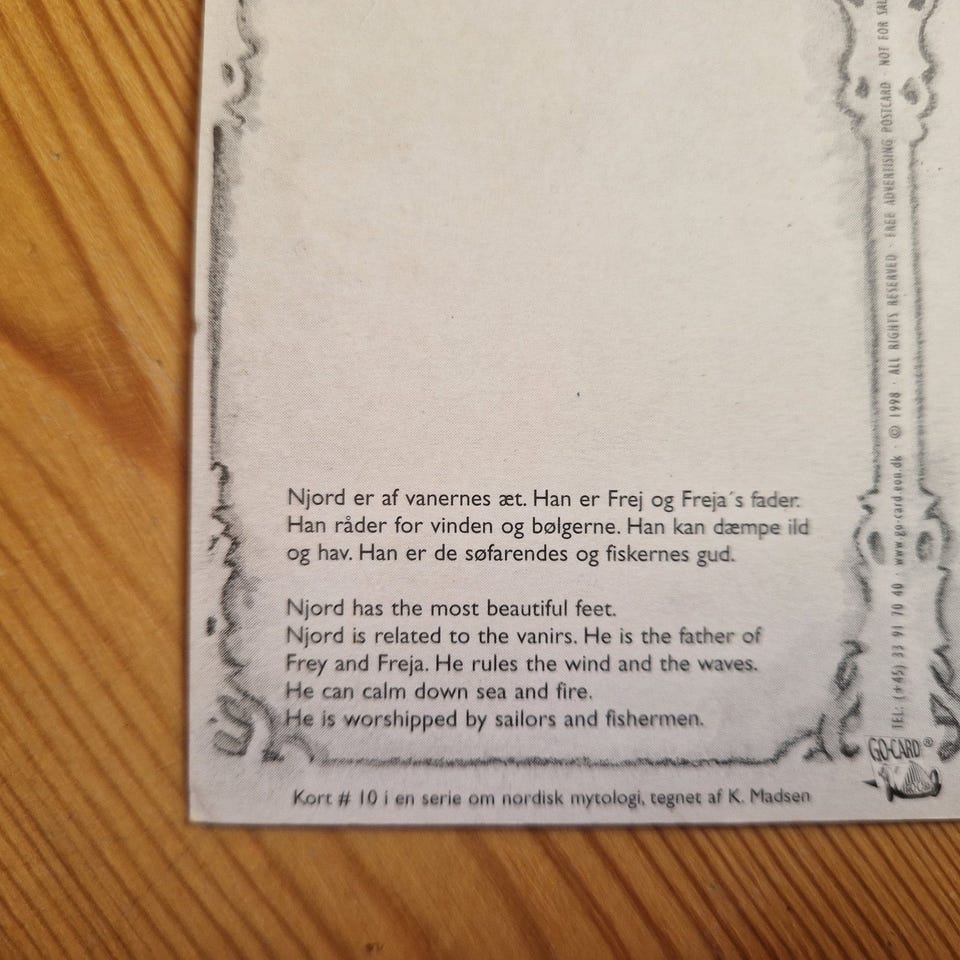 Njord er af vanernes æt. Han er Frej og Freja´s fader.
Han råder for vinden og bølgerne. Han kan dæmpe ild
og hav. Han er de søfarendes og fiskernes gud.
Njord has the most beautiful feet.
Njord is related to the vanirs. He is the father of
Frey and Freja. He rules the wind and the waves.
He can calm down sea and fire.
He is worshipped by sailors and fishermen.
Kort # 10 i en serie om nordisk mytologi, tegnet af K. Madsen
TEL: (+45) 33 91 70 40 · www.go-card.eon.dk · © 1998 · ALL RIGHTS RESERVED · FREE ADVERTISING POSTCARD · NOT FOR SAL
GO-CARD ®